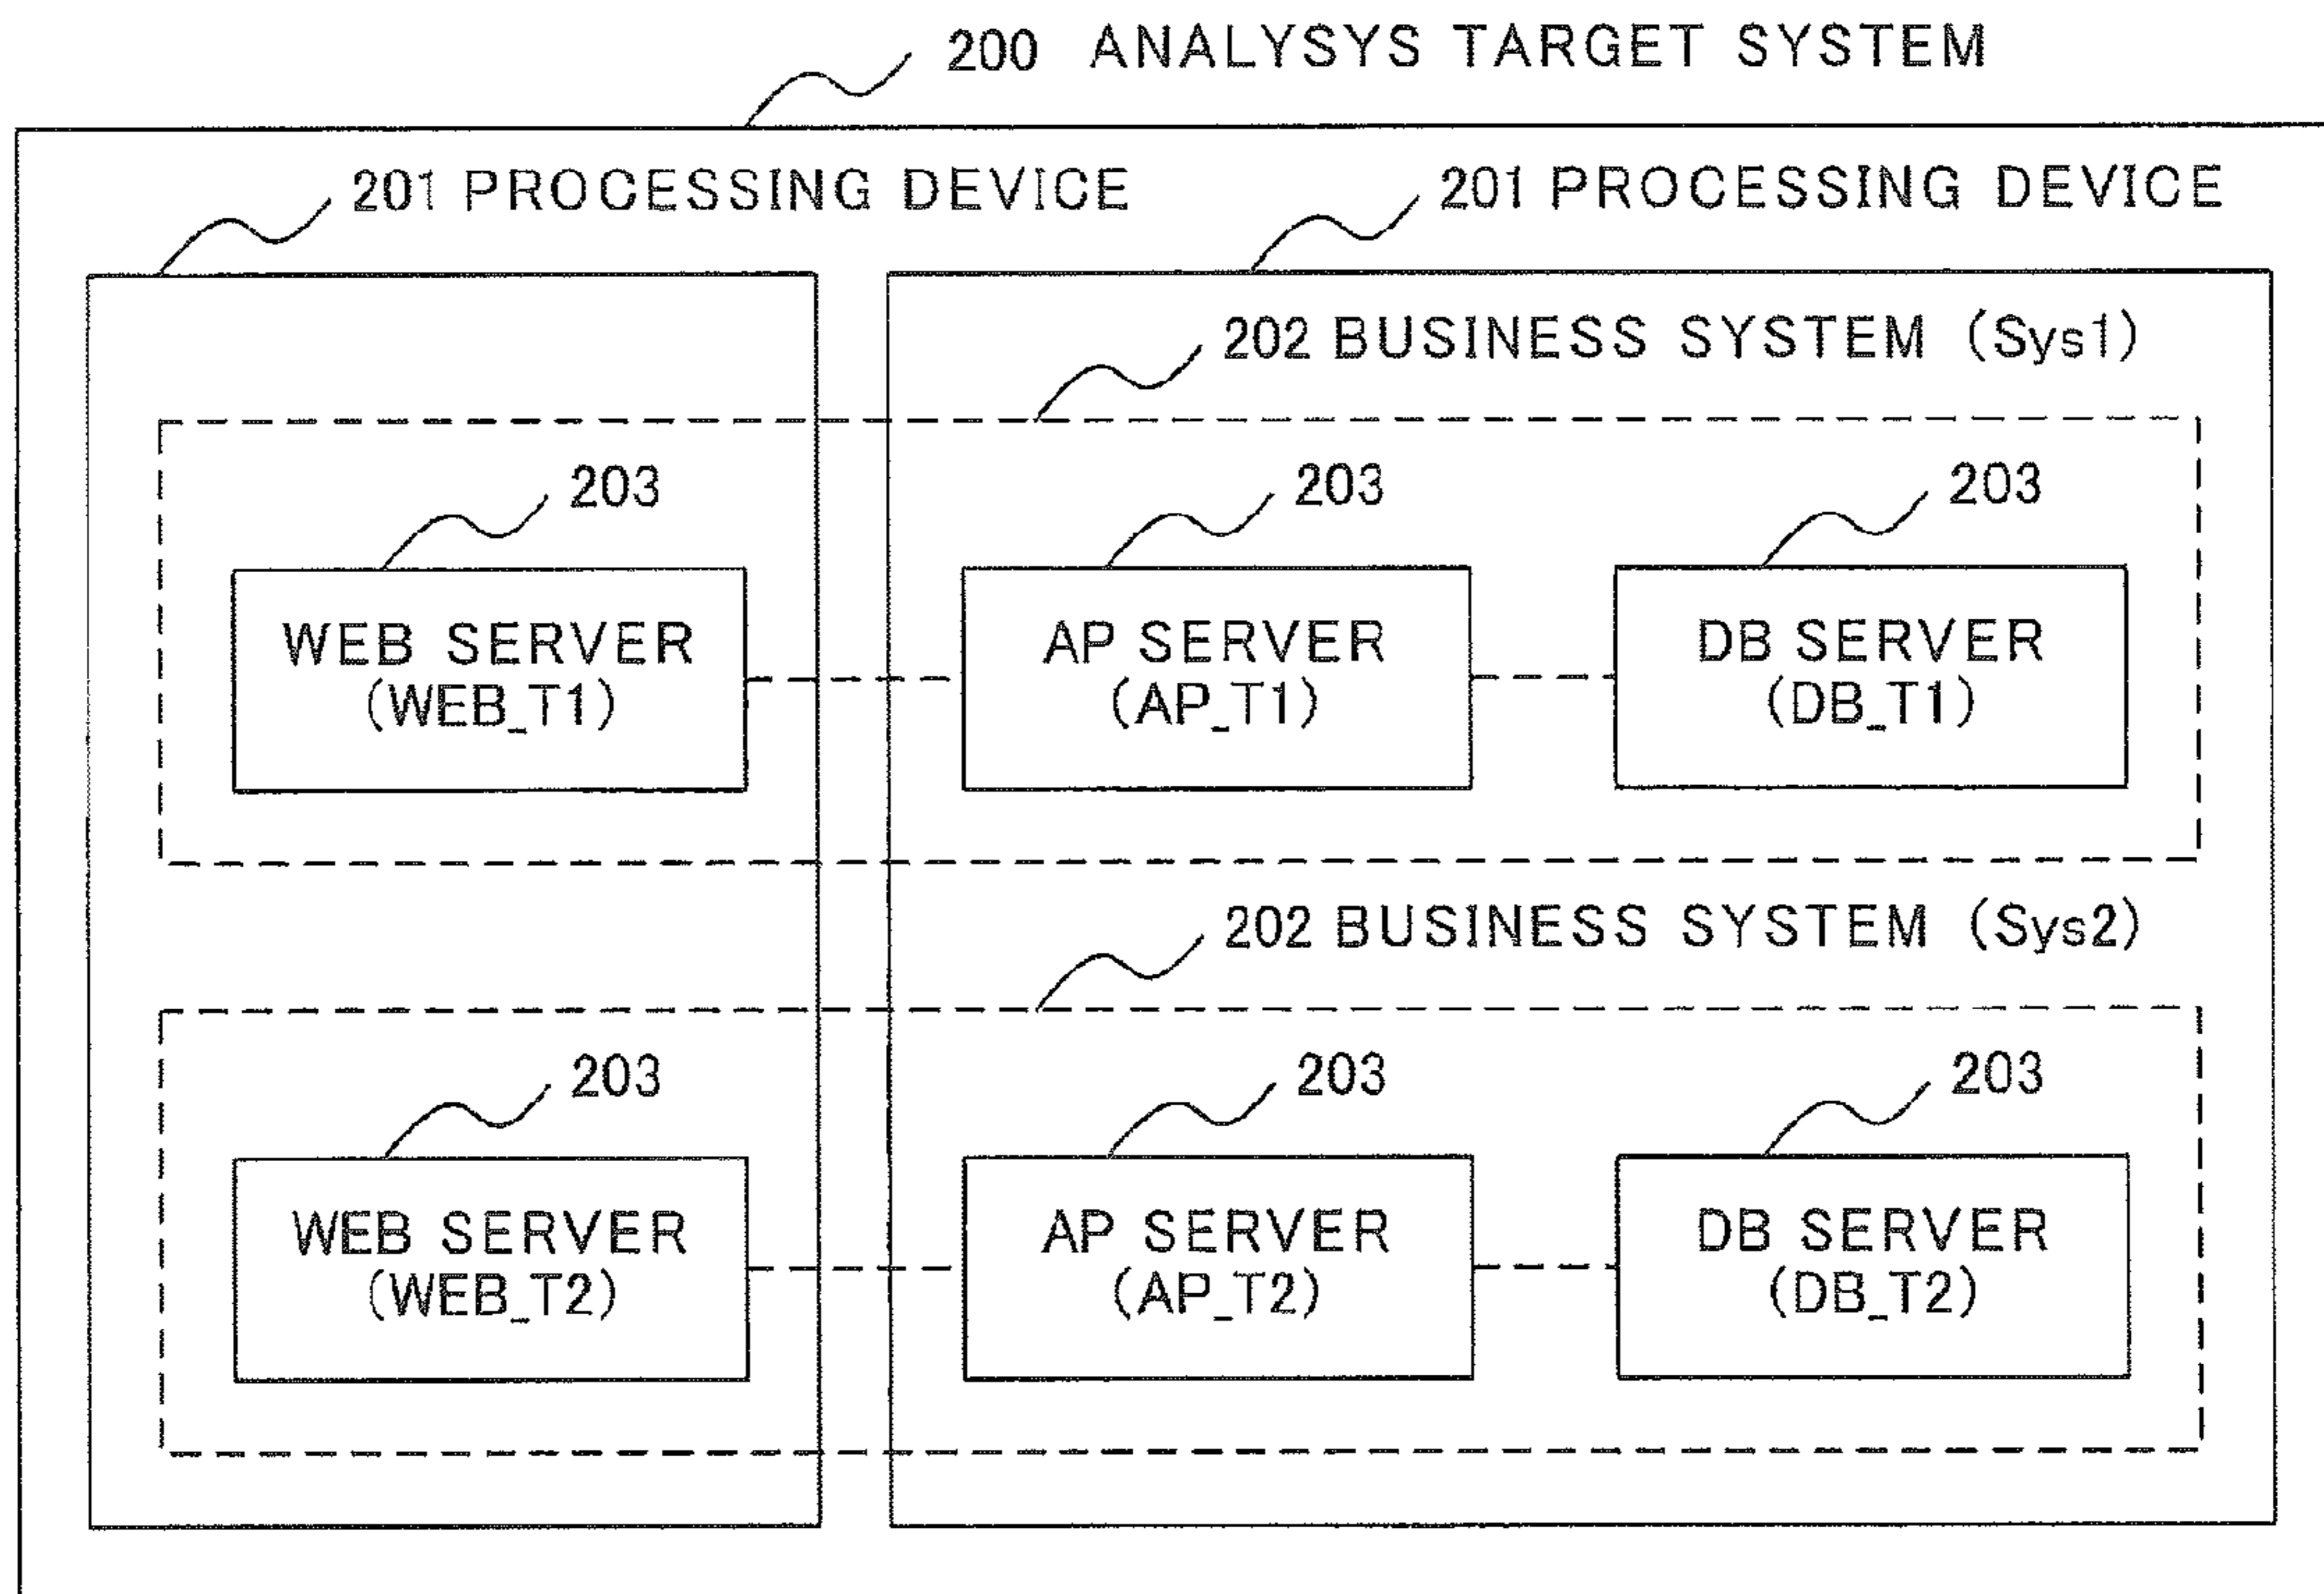 200 ANALYSYS TARGET SYSTEM
201 PROCESSING DEVICE
201 PROCESSING DEVICE
202 BUSINESS SYSTEM (Sys1)
203
203
203
WEB SERVER
(WEB_T1)
AP SERVER
(AP_T1)
DB SERVER
(DB_T1)
202 BUSINESS SYSTEM (Sys2)
203
203
203
WEB SERVER
(WEB_T2)
AP SERVER
(AP_T2)
DB SERVER
(DB_T2)